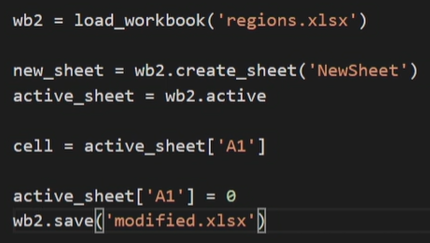 wb2 = load_workbook('regions.xlsx')
new_sheet = wb2.create_sheet('NewSheet')
active_sheet = wb2.active
cell = active_sheet['A1']
active_sheet['A1'] = 0
wb2.save('modified.xlsx')